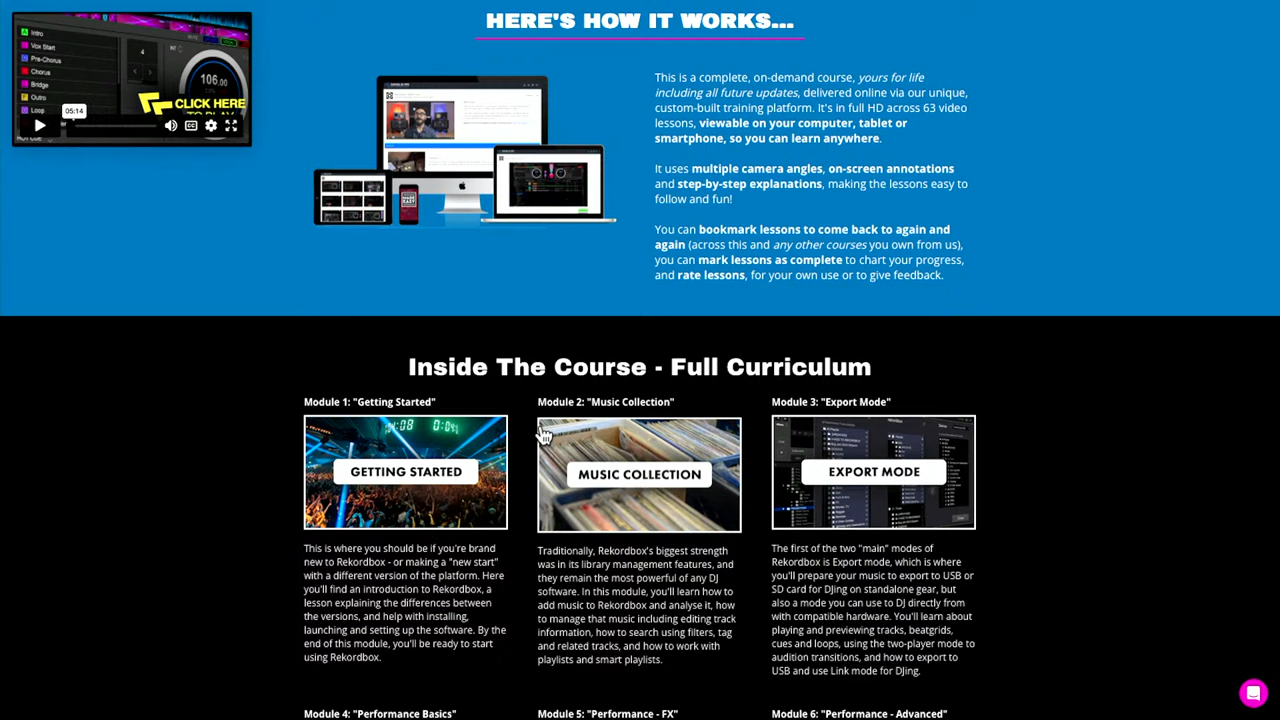 HERE'S HOW IT WORKS...
Intro
Vox Start
Pre-Chorus
Chorus
Bridge
Outro
Loop
4
106.00
CLICK HERE
TO PLAY
05:14
This is a complete, on-demand course, yours for life
including all future updates, delivered online via our unique,
custom-built training platform. It's in full HD across 63 video
lessons, viewable on your computer, tablet or
smartphone, so you can learn anywhere.
It uses multiple camera angles, on-screen annotations
and step-by-step explanations, making the lessons easy to
follow and fun!
You can bookmark lessons to come back to again and
again (across this and any other courses you own from us),
you can mark lessons as complete to chart your progress,
and rate lessons, for your own use or to give feedback.
Inside The Course - Full Curriculum
Module 1: "Getting Started"
GETTING STARTED
This is where you should be if you're brand
new to Rekordbox - or making a "new start"
with a different version of the platform. Here
you'll find an introduction to Rekordbox, a
lesson explaining the differences between
the versions, and help with installing,
launching and setting up the software. By the
end of this module, you'll be ready to start
using Rekordbox.
Module 2: "Music Collection"
MUSIC COLLECTION
Traditionally, Rekordbox's biggest strength
was in its library management features, and
they remain the most powerful of any DJ
software. In this module, you'll learn how to
add music to Rekordbox and analyse it, how
to manage that music including editing track
information, how to search using filters, tag
and related tracks, and how to work with
playlists and smart playlists.
Module 3: "Export Mode"
EXPORT MODE
The first of the two "main" modes of
Rekordbox is Export mode, which is where
you'll prepare your music to export to USB or
SD card for DJing on standalone gear, but
also a mode you can use to DJ directly from
with compatible hardware. You'll learn about
playing and previewing tracks, beatgrids,
cues and loops, using the two-player mode to
audition transitions, and how to export to
USB and use Link mode for DJing.
Module 4: "Performance Basics"
Module 5: "Performance - FX"
Module 6: "Performance - Advanced"